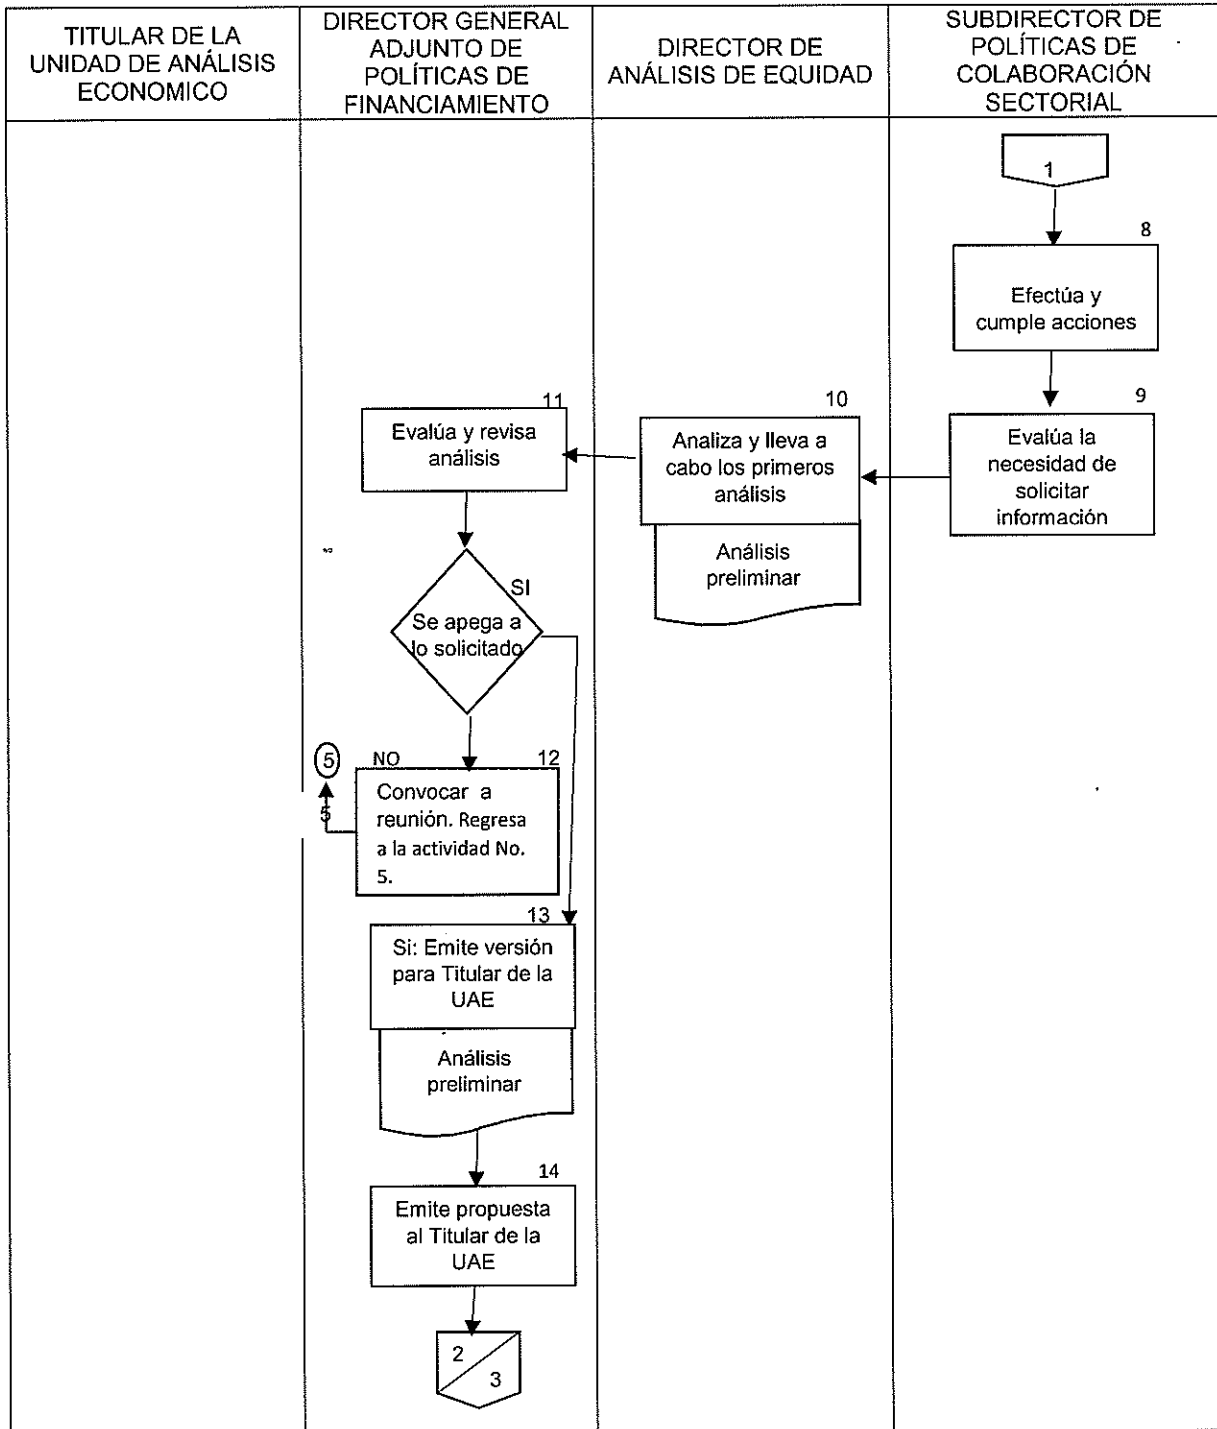 TITULAR DE LA
UNIDAD DE ANÁLISIS
ECONOMICO
DIRECTOR GENERAL
ADJUNTO DE
POLÍTICAS DE
FINANCIAMIENTO
DIRECTOR DE
ANÁLISIS DE EQUIDAD
SUBDIRECTOR DE
POLÍTICAS DE
COLABORACIÓN
SECTORIAL
1
8
Efectúa y
cumple acciones
9
Evalúa la
necesidad de
solicitar
información
10
Analiza y lleva a
cabo los primeros
análisis
Análisis
preliminar
11
Evalúa y revisa
análisis
SI
Se apega a
lo solicitado
5
5
NO
12
Convocar a
reunión. Regresa
a la actividad No.
5.
13
Si: Emite versión
para Titular de la
UAE
Análisis
preliminar
14
Emite propuesta
al Titular de la
UAE
2
3